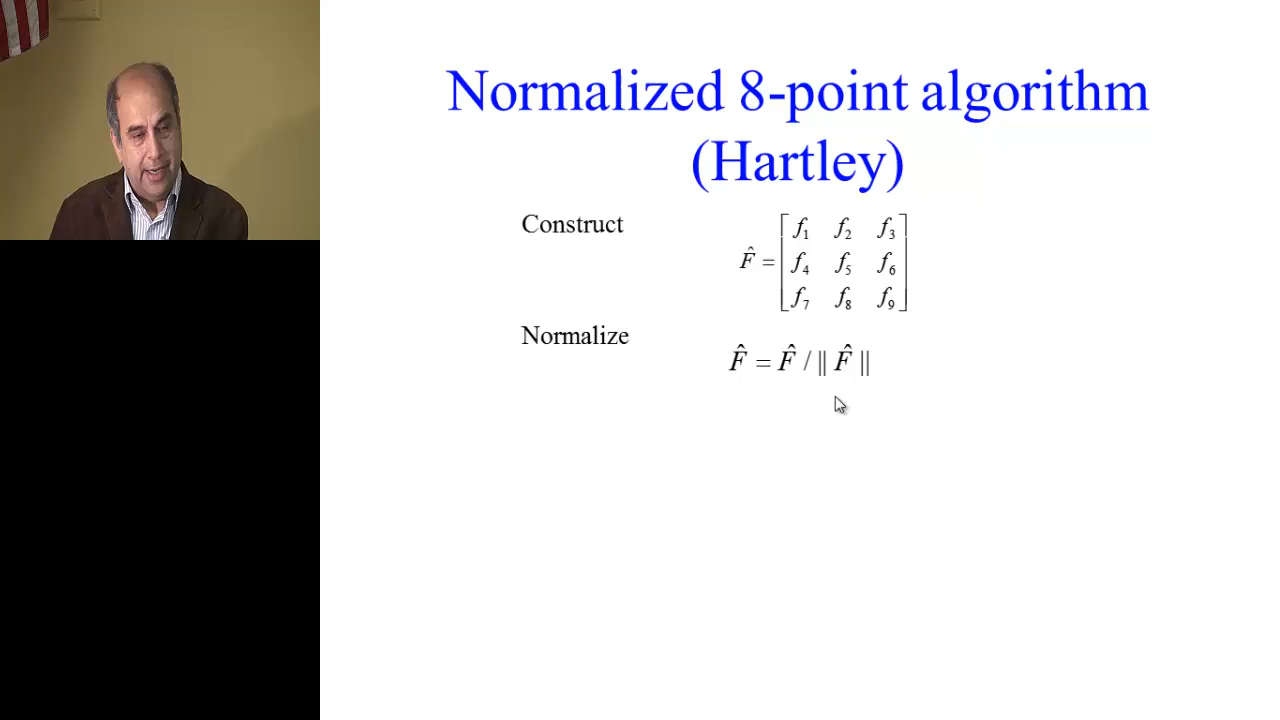 Normalized 8-point algorithm
(Hartley)
Construct
F̂ = [f₁ f₂ f₃
f₄ f₅ f₆
f₇ f₈ f₉]
Normalize
F̂ = F̂ / || F̂ ||